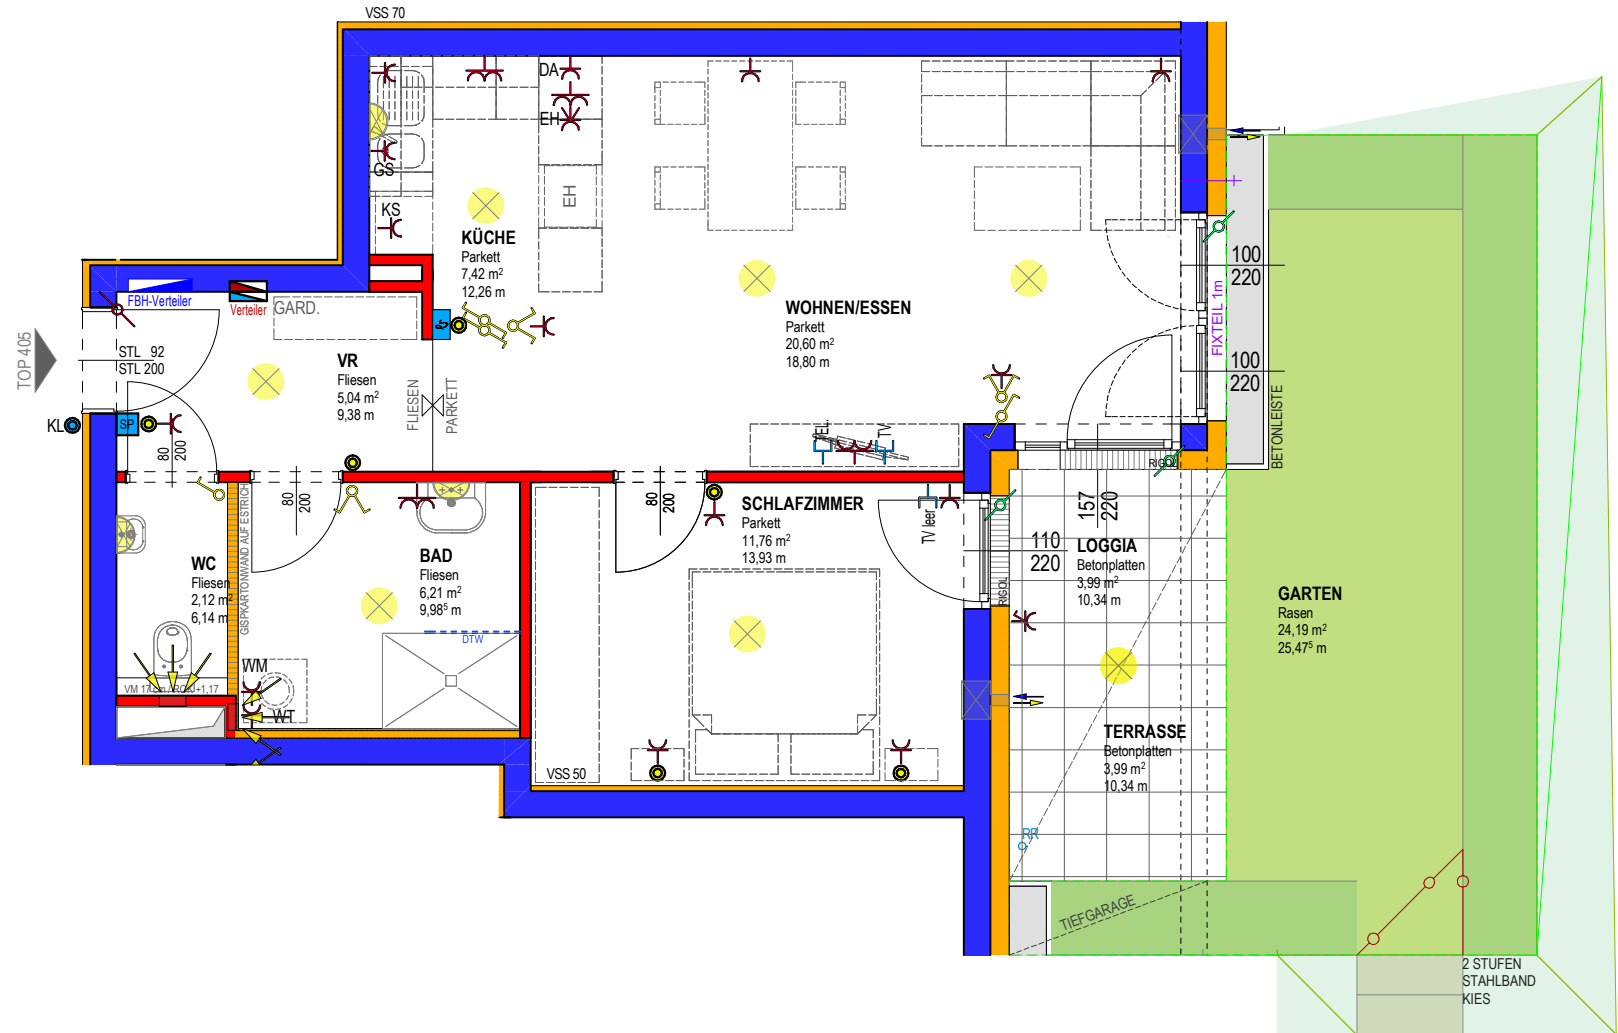 VSS 70
DA
EH
GS
EH
KS
KÜCHE
Parkett
7,42 m²
12,26 m
WOHNEN/ESSEN
Parkett
20,60 m²
18,80 m
100
220
FIXTEIL 1m
100
220
BETONLEISTE
FBH-Verteiler
Verteiler
GARD.
TOP 405
STL 92
STL 200
VR
Fliesen
5,04 m²
9,38 m
FLIESEN
PARKETT
KL
SP
80
200
TEL.
TV
RIGOL
80
200
80
200
SCHLAFZIMMER
Parkett
11,76 m²
13,93 m
TV leer
157
220
110
220
RIGOL
LOGGIA
Betonplatten
3,99 m²
10,34 m
GISPKARTONWAND AUF ESTRICH
WC
Fliesen
2,12 m²
6,14 m
BAD
Fliesen
6,21 m²
9,98⁵ m
DTW
GARTEN
Rasen
24,19 m²
25,47⁵ m
WM
WT
TERRASSE
Betonplatten
3,99 m²
10,34 m
VSS 50
RR
TIEFGARAGE
2 STUFEN
STAHLBAND
KIES